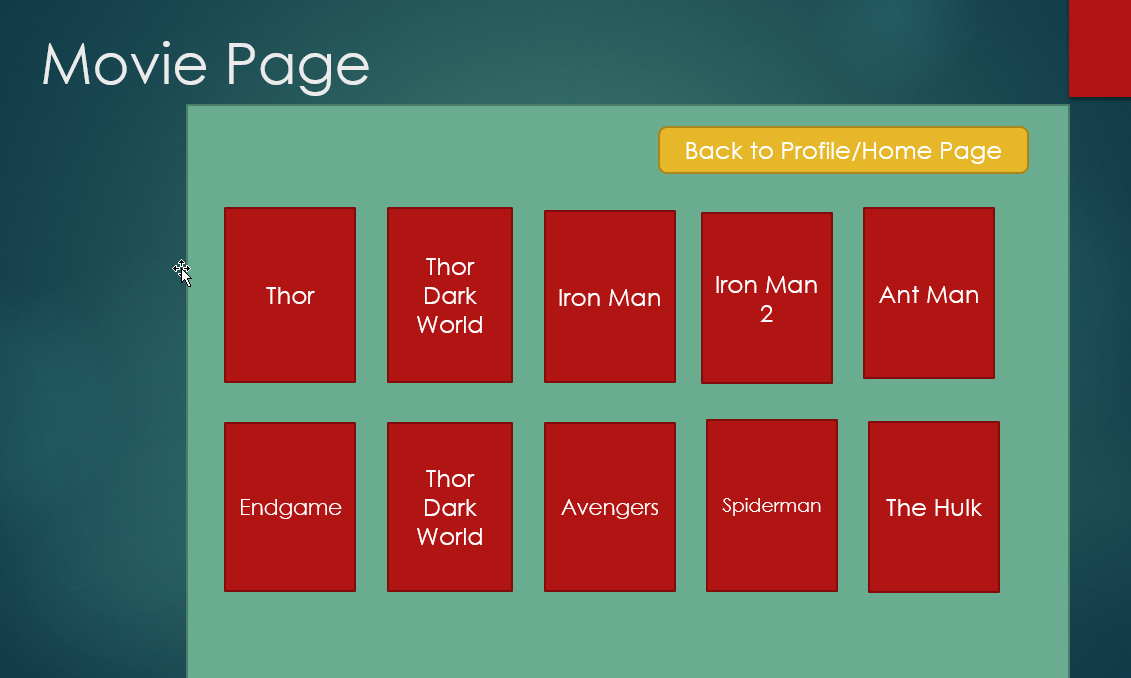 Movie Page
Back to Profile/Home Page
Thor
Thor
Dark
World
Iron Man
Iron Man
2
Ant Man
Endgame
Thor
Dark
World
Avengers
Spiderman
The Hulk